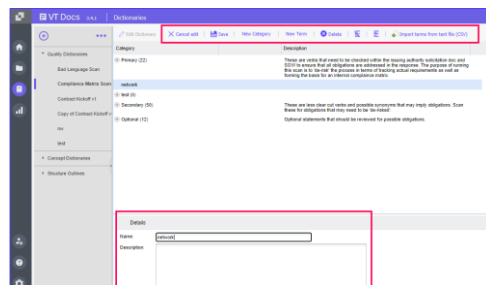 VT Docs 3.4.1 Dictionaries
Edit Dictionary Cancel edit Save New Category New Term Delete Import terms from text file (CSV)
Category Description
Quality Dictionaries
Bad Language Scan
Compliance Matrix Scan
Contract Kickoff v1
Copy of Contract Kickoff v
test
Concept Dictionaries
Structure Outlines
Primary (22) These are verbs that need to be checked within the issuing authority solicitation doc and
SOW to ensure that all obligations are addressed in the response. The purpose of running
this scan is to 'de-risk' the process in terms of tracking actual requirements as well as
forming the basis for an internal compliance matrix.
network
test (0)
Secondary (50) These are less clear cut verbs and possible synonyms that may imply obligations. Scan
these for obligations that may need to be 'de-risked'
Optional (12) Optional statements that should be reviewed for possible obligations.
Details
Name network
Description